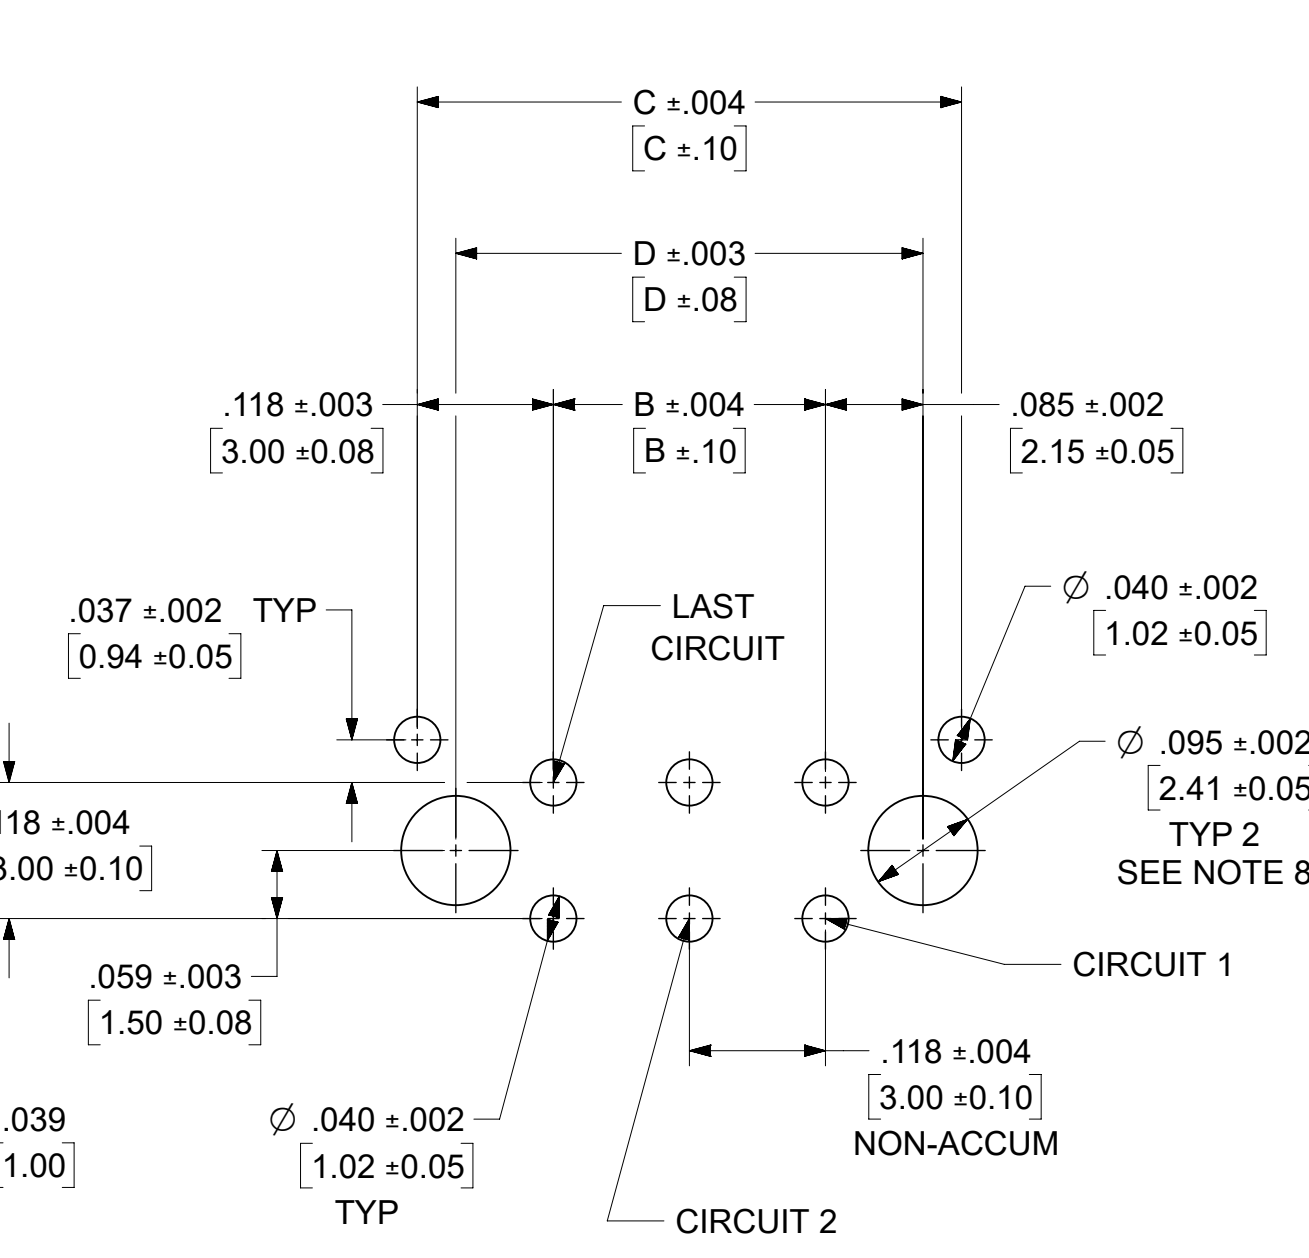 C ±.004
[C ±.10]
D ±.003
[D ±.08]
.118 ±.003
[3.00 ±0.08]
B ±.004
[B ±.10]
.085 ±.002
[2.15 ±0.05]
.037 ±.002 TYP
[0.94 ±0.05]
LAST
CIRCUIT
Ø .040 ±.002
[1.02 ±0.05]
Ø .095 ±.002
[2.41 ±0.05
TYP 2
SEE NOTE 8
118 ±.004
3.00 ±0.10]
.059 ±.003
[1.50 ±0.08]
CIRCUIT 1
.118 ±.004
[3.00 ±0.10]
NON-ACCUM
.039
1.00]
Ø .040 ±.002
[1.02 ±0.05]
TYP
CIRCUIT 2